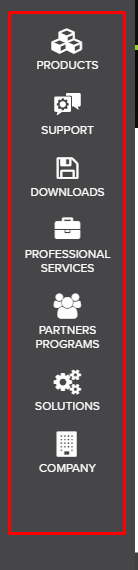 PRODUCTS
SUPPORT
DOWNLOADS
PROFESSIONAL
SERVICES
PARTNERS
PROGRAMS
SOLUTIONS
COMPANY